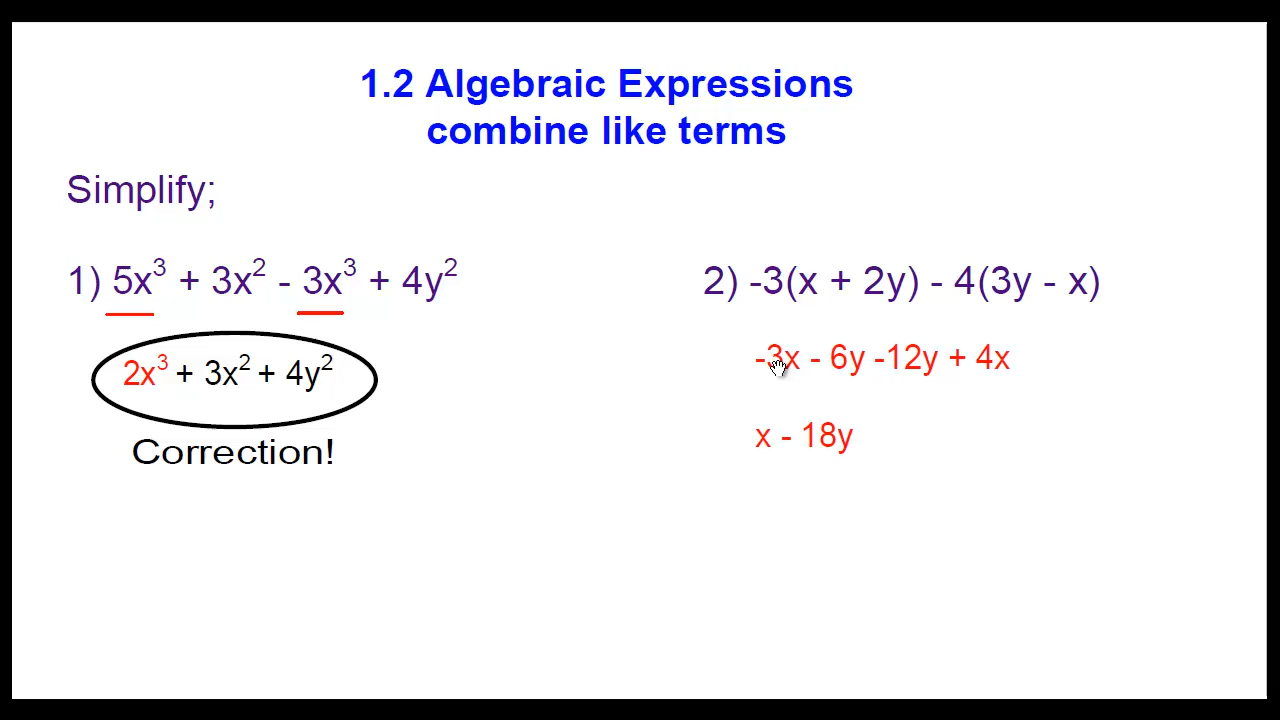 1.2 Algebraic Expressions
combine like terms
Simplify;
1) 5x³ + 3x² - 3x³ + 4y²
2x³ + 3x² + 4y²
Correction!
2) -3(x + 2y) - 4(3y - x)
-3x - 6y -12y + 4x
x - 18y